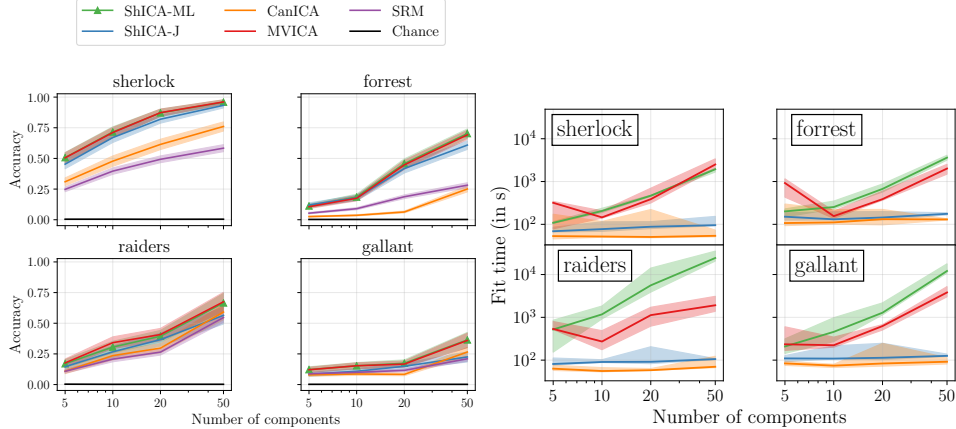 ShICA-ML CanICA SRM
ShICA-J MVICA Chance
sherlock forrest
1.00
0.75
0.50
0.25
0.00
Accuracy
raiders gallant
1.00
0.75
0.50
0.25
0.00
Accuracy
5 10 20 50 5 10 20 50
Number of components
sherlock forrest
10^4
10^3
10^2
Fit time (in s)
raiders gallant
10^4
10^3
10^2
5 10 20 50 5 10 20 50
Number of components